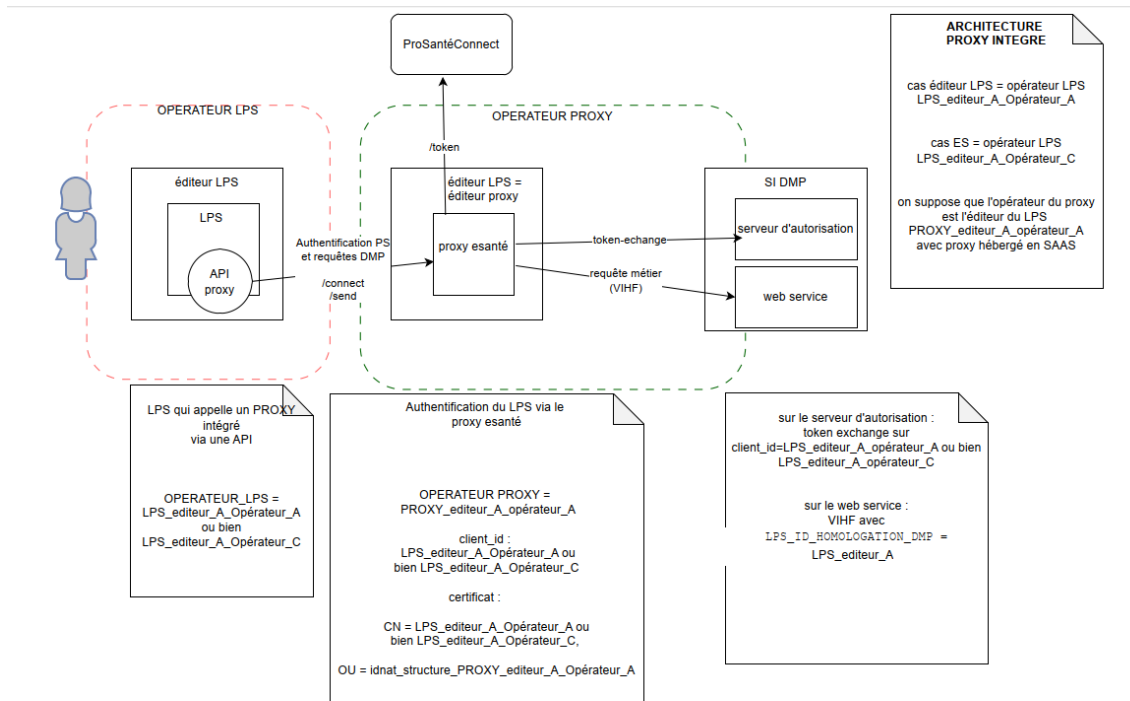 ProSantéConnect
ARCHITECTURE
PROXY INTEGRE
cas éditeur LPS = opérateur LPS
LPS_editeur_A_Opérateur_A
cas ES = opérateur LPS
LPS_editeur_A_Opérateur_C
on suppose que l'opérateur du proxy
est l'éditeur du LPS
PROXY_editeur_A_opérateur_A
avec proxy hébergé en SAAS
OPERATEUR LPS
OPERATEUR PROXY
/token
éditeur LPS
LPS
API
proxy
Authentification PS
et requêtes DMP
/connect
/send
éditeur LPS =
éditeur proxy
proxy esanté
token-echange
requête métier
(VIHF)
SI DMP
serveur d'autorisation
web service
LPS qui appelle un PROXY
intégré
via une API
OPERATEUR_LPS =
LPS_editeur_A_Opérateur_A
ou bien
LPS_editeur_A_Opérateur_C
Authentification du LPS via le
proxy esanté
OPERATEUR PROXY =
PROXY_editeur_A_opérateur_A
client_id :
LPS_editeur_A_Opérateur_A ou
bien LPS_editeur_A_Opérateur_C
certificat :
CN = LPS_editeur_A_Opérateur_A ou
bien LPS_editeur_A_Opérateur_C,
OU = idnat_structure_PROXY_editeur_A_Opérateur_A
sur le serveur d'autorisation :
token exchange sur
client_id=LPS_editeur_A_opérateur_A ou bien
LPS_editeur_A_opérateur_C
sur le web service :
VIHF avec
LPS_ID_HOMOLOGATION_DMP =
LPS_editeur_A